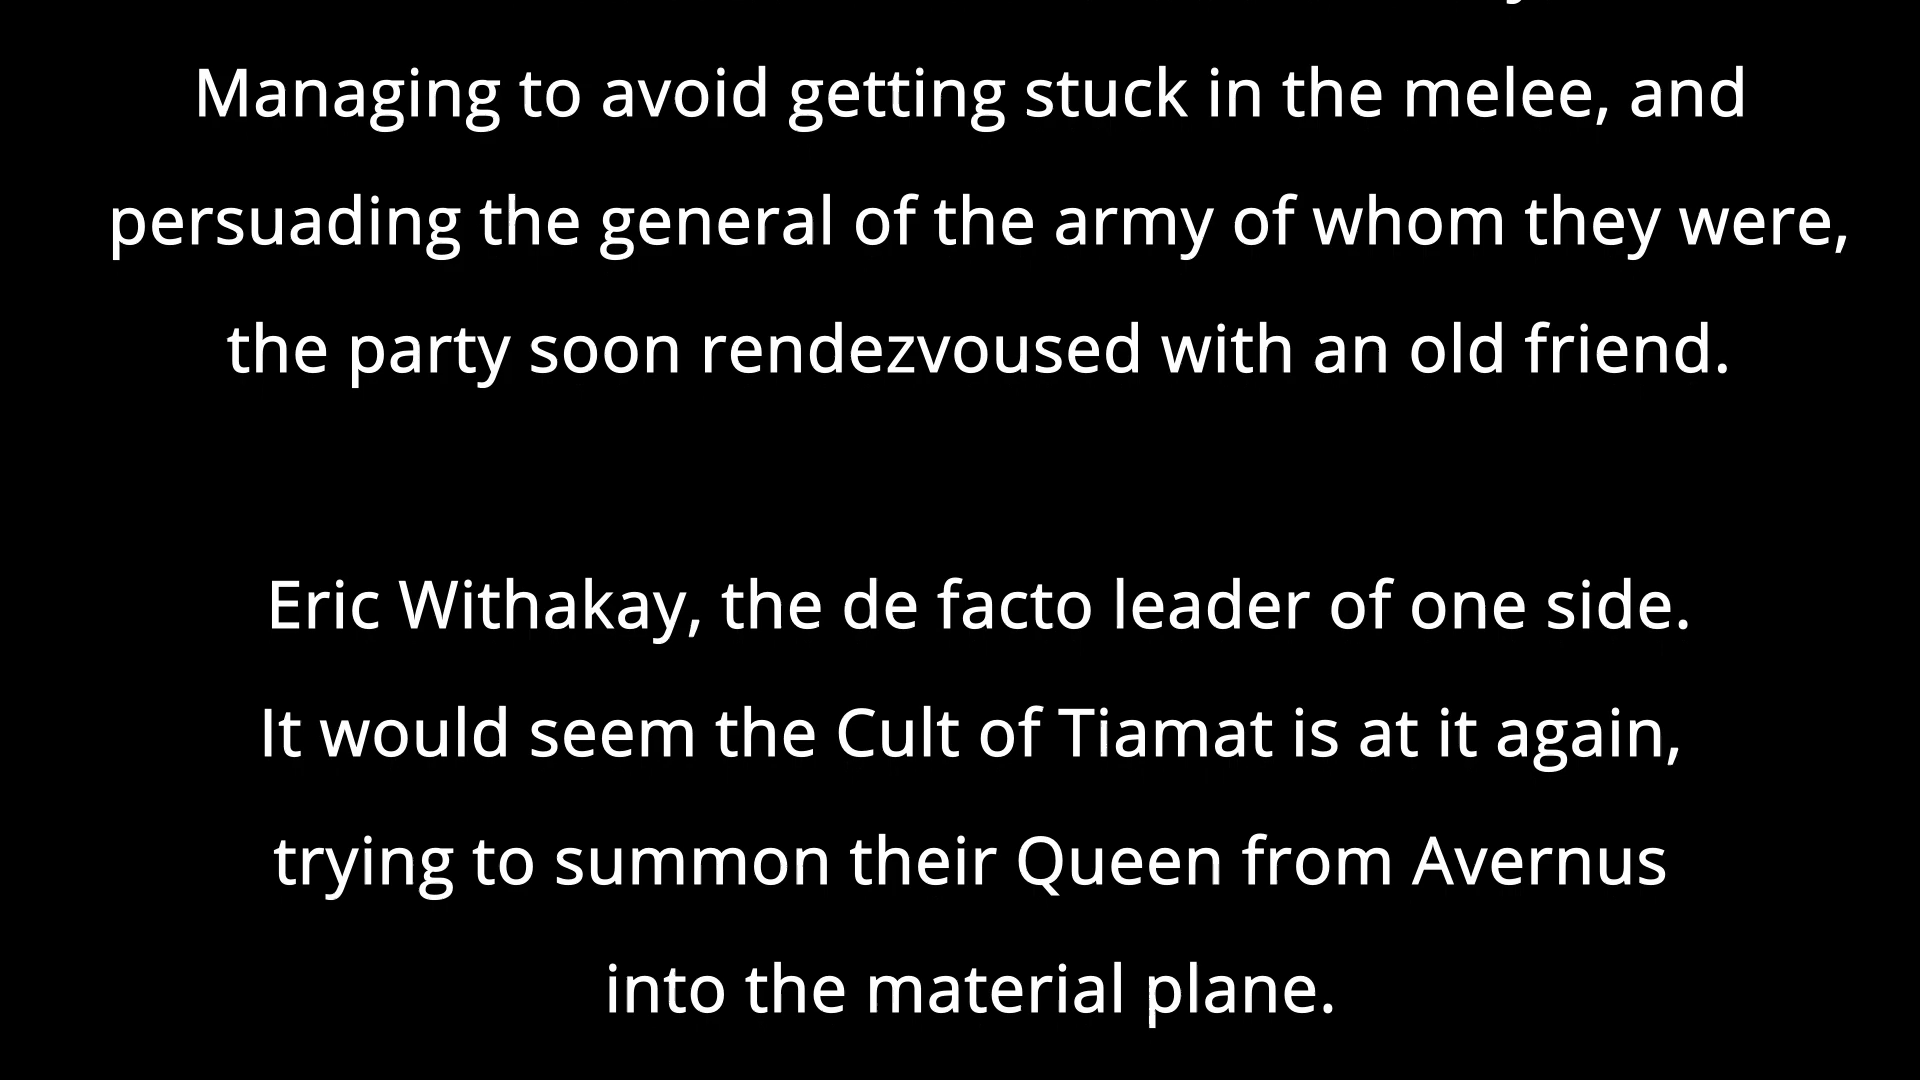 Managing to avoid getting stuck in the melee, and
persuading the general of the army of whom they were,
the party soon rendezvoused with an old friend.
Eric Withakay, the de facto leader of one side.
It would seem the Cult of Tiamat is at it again,
trying to summon their Queen from Avernus
into the material plane.